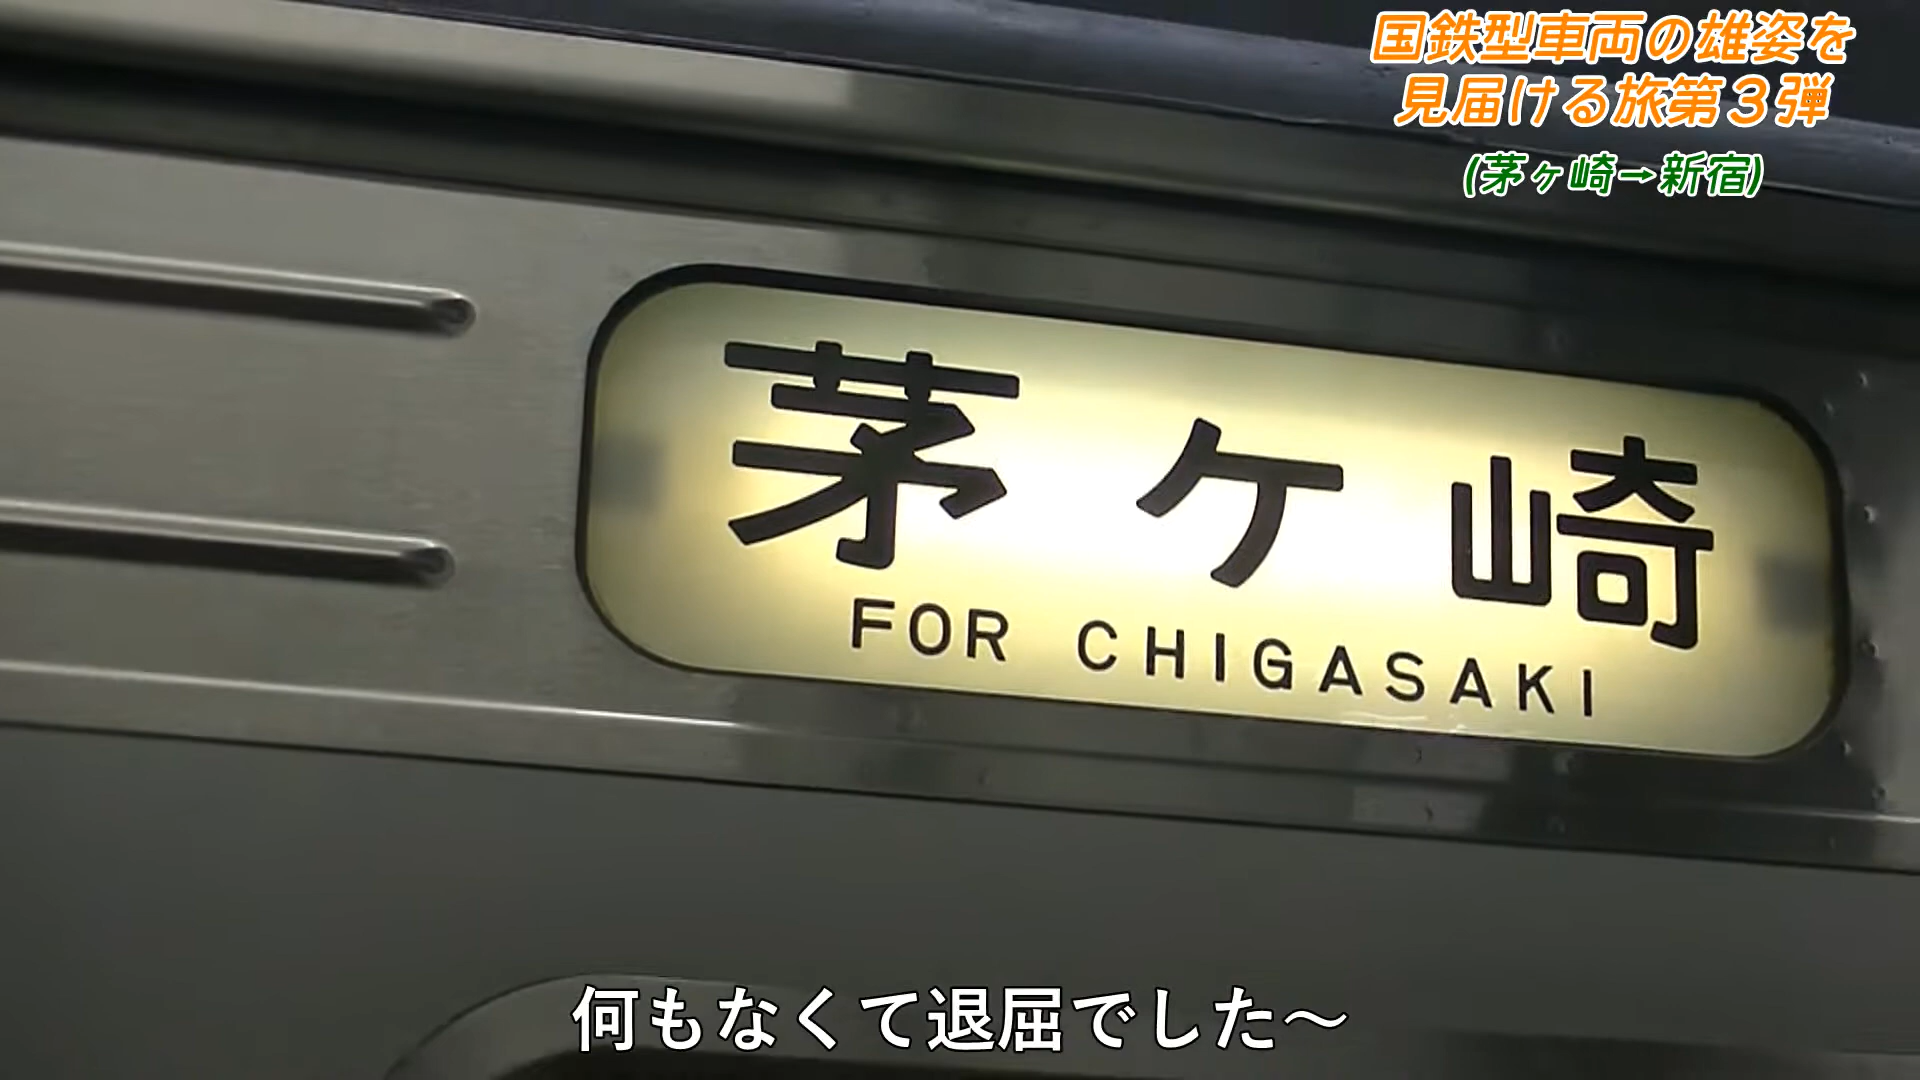 国鉄型車両の雄姿を
見届ける旅第３弾
(茅ヶ崎→新宿)
茅ケ崎
FOR CHIGASAKI
何もなくて退屈でした～